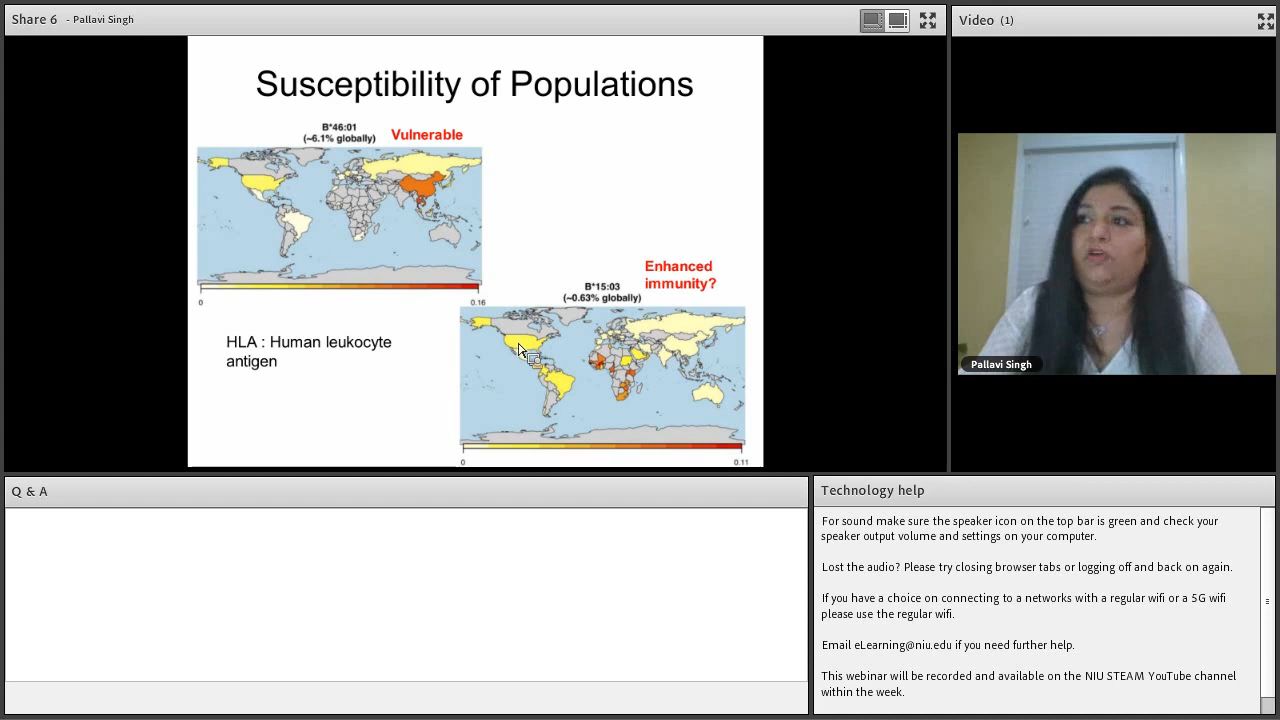 Share 6 - Pallavi Singh
Video (1)
Susceptibility of Populations
B*46:01
(~6.1% globally)
Vulnerable
0
0.16
Enhanced
immunity?
B*15:03
(~0.63% globally)
HLA : Human leukocyte
antigen
0
0.11
Pallavi Singh
Q & A
Technology help
For sound make sure the speaker icon on the top bar is green and check your
speaker output volume and settings on your computer.
Lost the audio? Please try closing browser tabs or logging off and back on again.
If you have a choice on connecting to a networks with a regular wifi or a 5G wifi
please use the regular wifi.
Email eLearning@niu.edu if you need further help.
This webinar will be recorded and available on the NIU STEAM YouTube channel
within the week.